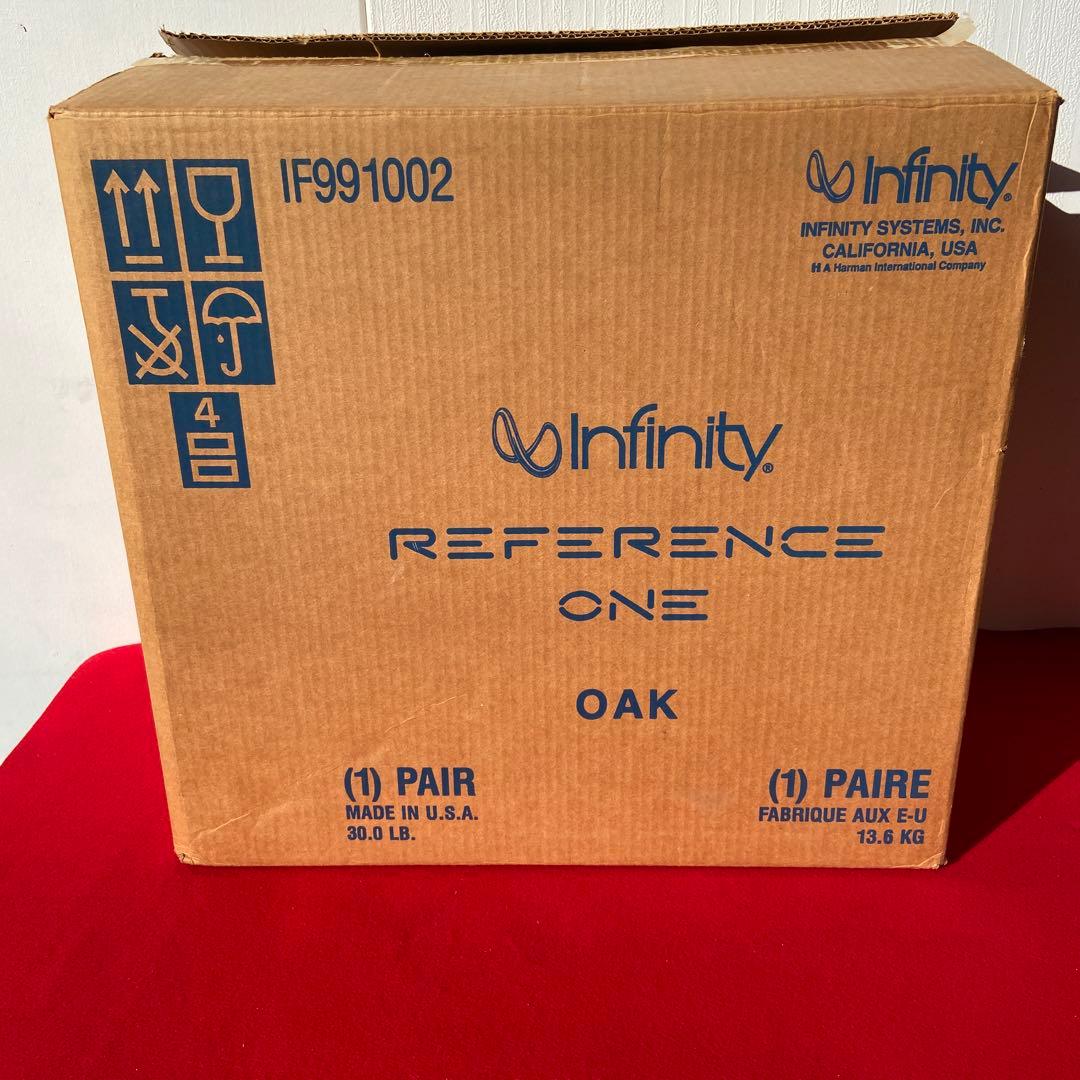 IF991002
Infinity®
INFINITY SYSTEMS, INC.
CALIFORNIA, USA
H A Harman International Company
4
Infinity®
REFERENCE
ONE
OAK
(1) PAIR
MADE IN U.S.A.
30.0 LB.
(1) PAIRE
FABRIQUE AUX E-U
13.6 KG